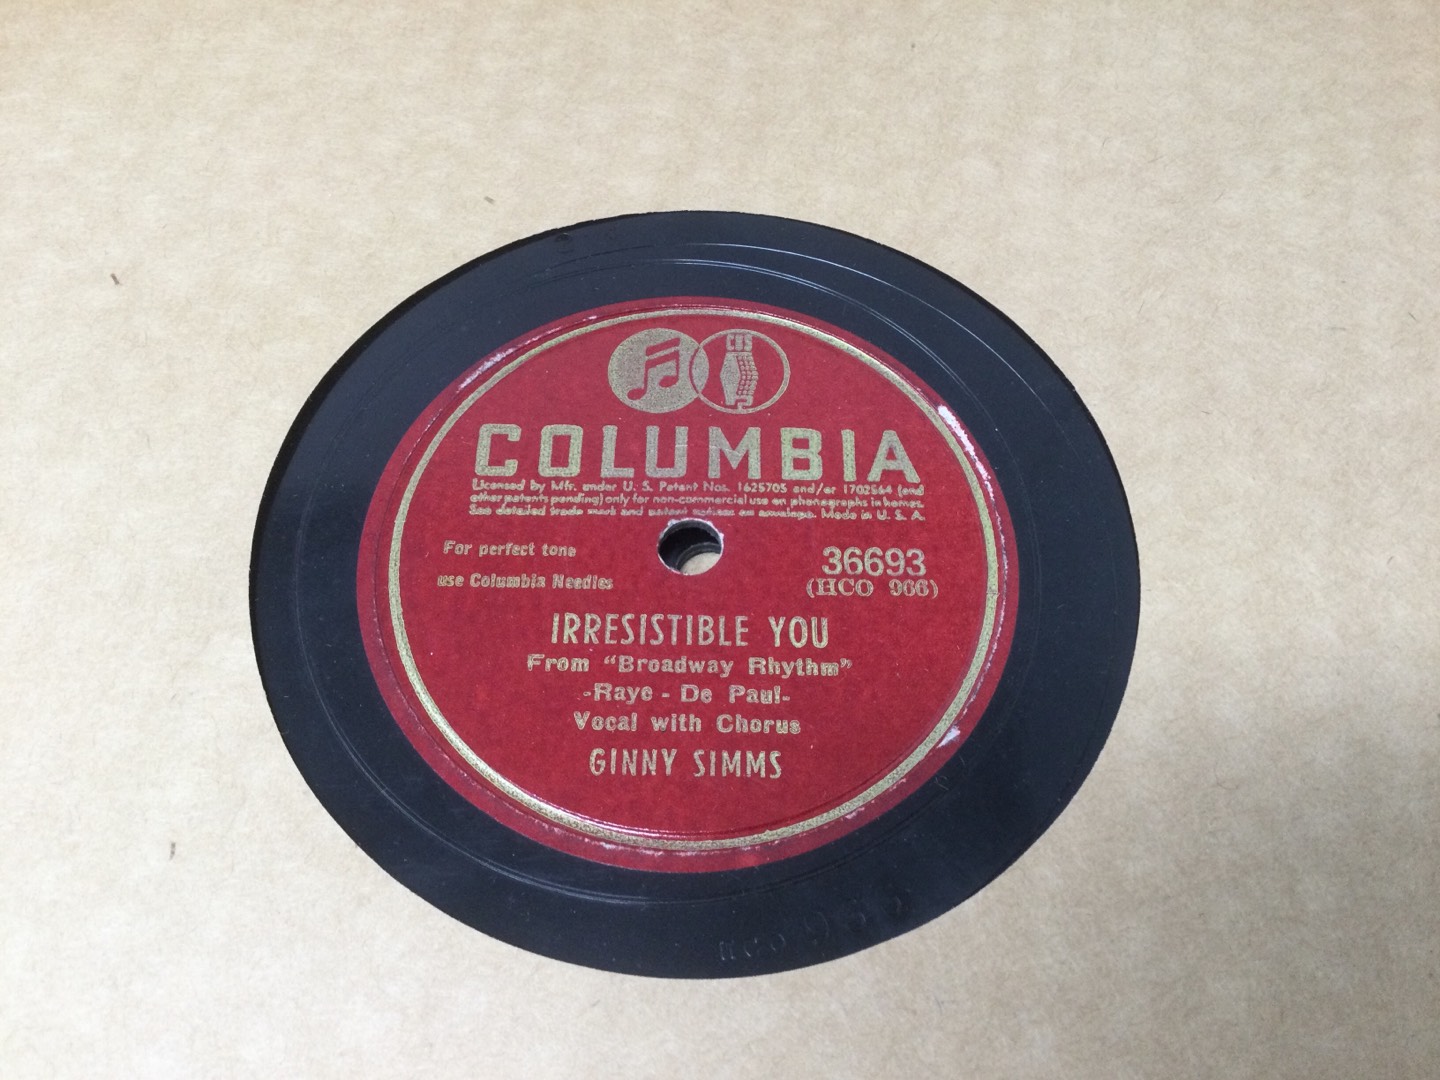 CBS
COLUMBIA
Licensed by Mfr. under U. S. Patent Nos. 1625705 and/or 1702564 (and
other patents pending) only for non-commercial use on phonographs in homes.
See detailed trade mark and patent notices on envelope. Made in U. S. A.
For perfect tone
use Columbia Needles
36693
(HCO 966)
IRRESISTIBLE YOU
From “Broadway Rhythm”
-Raye - De Paul-
Vocal with Chorus
GINNY SIMMS